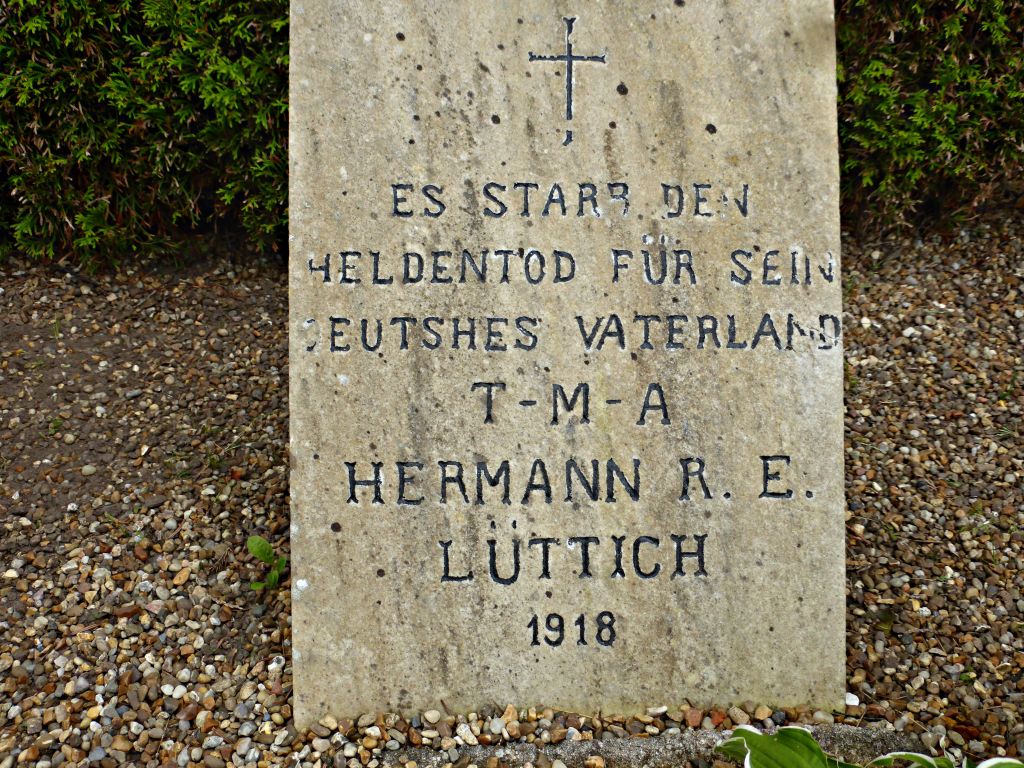 ES STARB DEN
HELDENTOD FÜR SEIN
DEUTSHES VATERLAND
T-M-A
HERMANN R. E.
LÜTTICH
1918